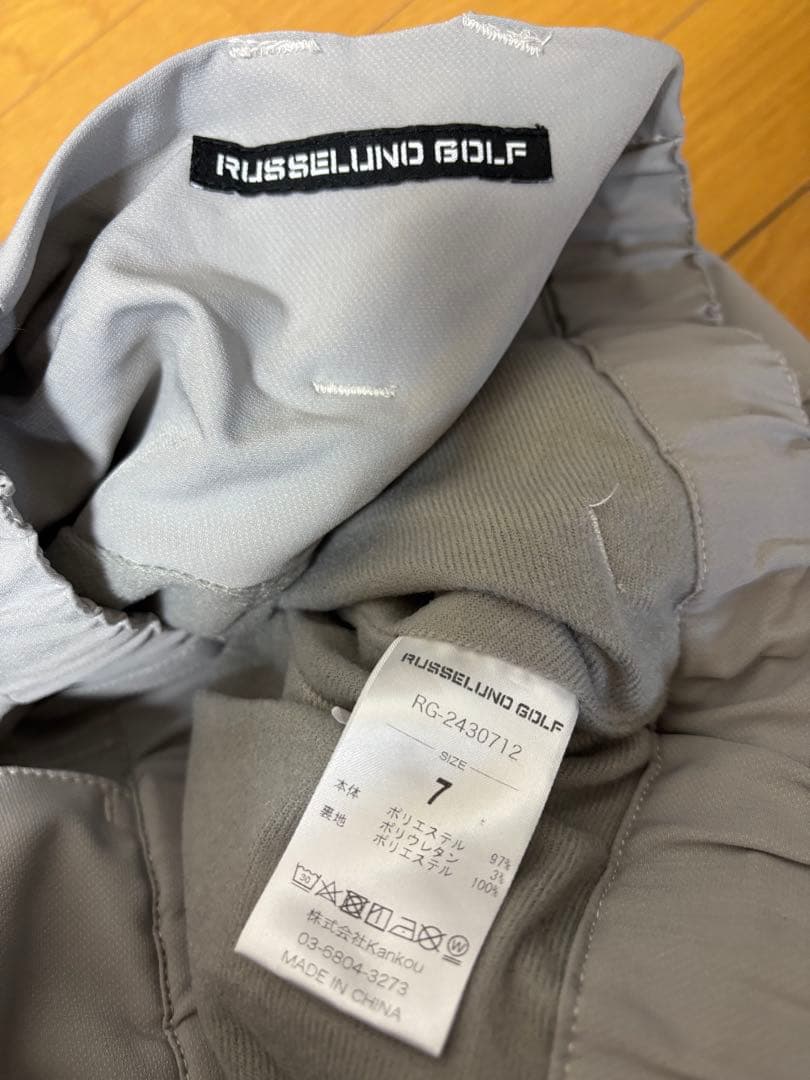 RUSSELUNO GOLF
RUSSELUNO GOLF
RG-2430712
SIZE
7
本体 ポリエステル 97%
ポリウレタン 3%
裏地 ポリエステル 100%
30
W
株式会社Kankou
03-6804-3273
MADE IN CHINA